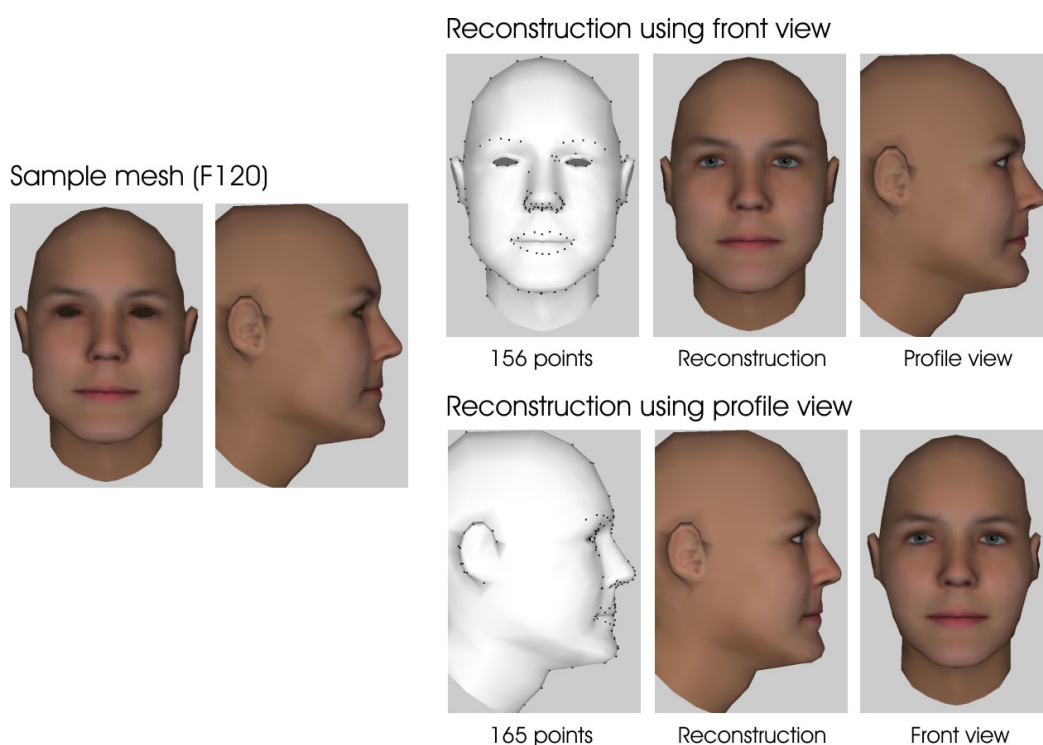 Reconstruction using front view
Sample mesh (F120)
156 points
Reconstruction
Profile view
Reconstruction using profile view
165 points
Reconstruction
Front view